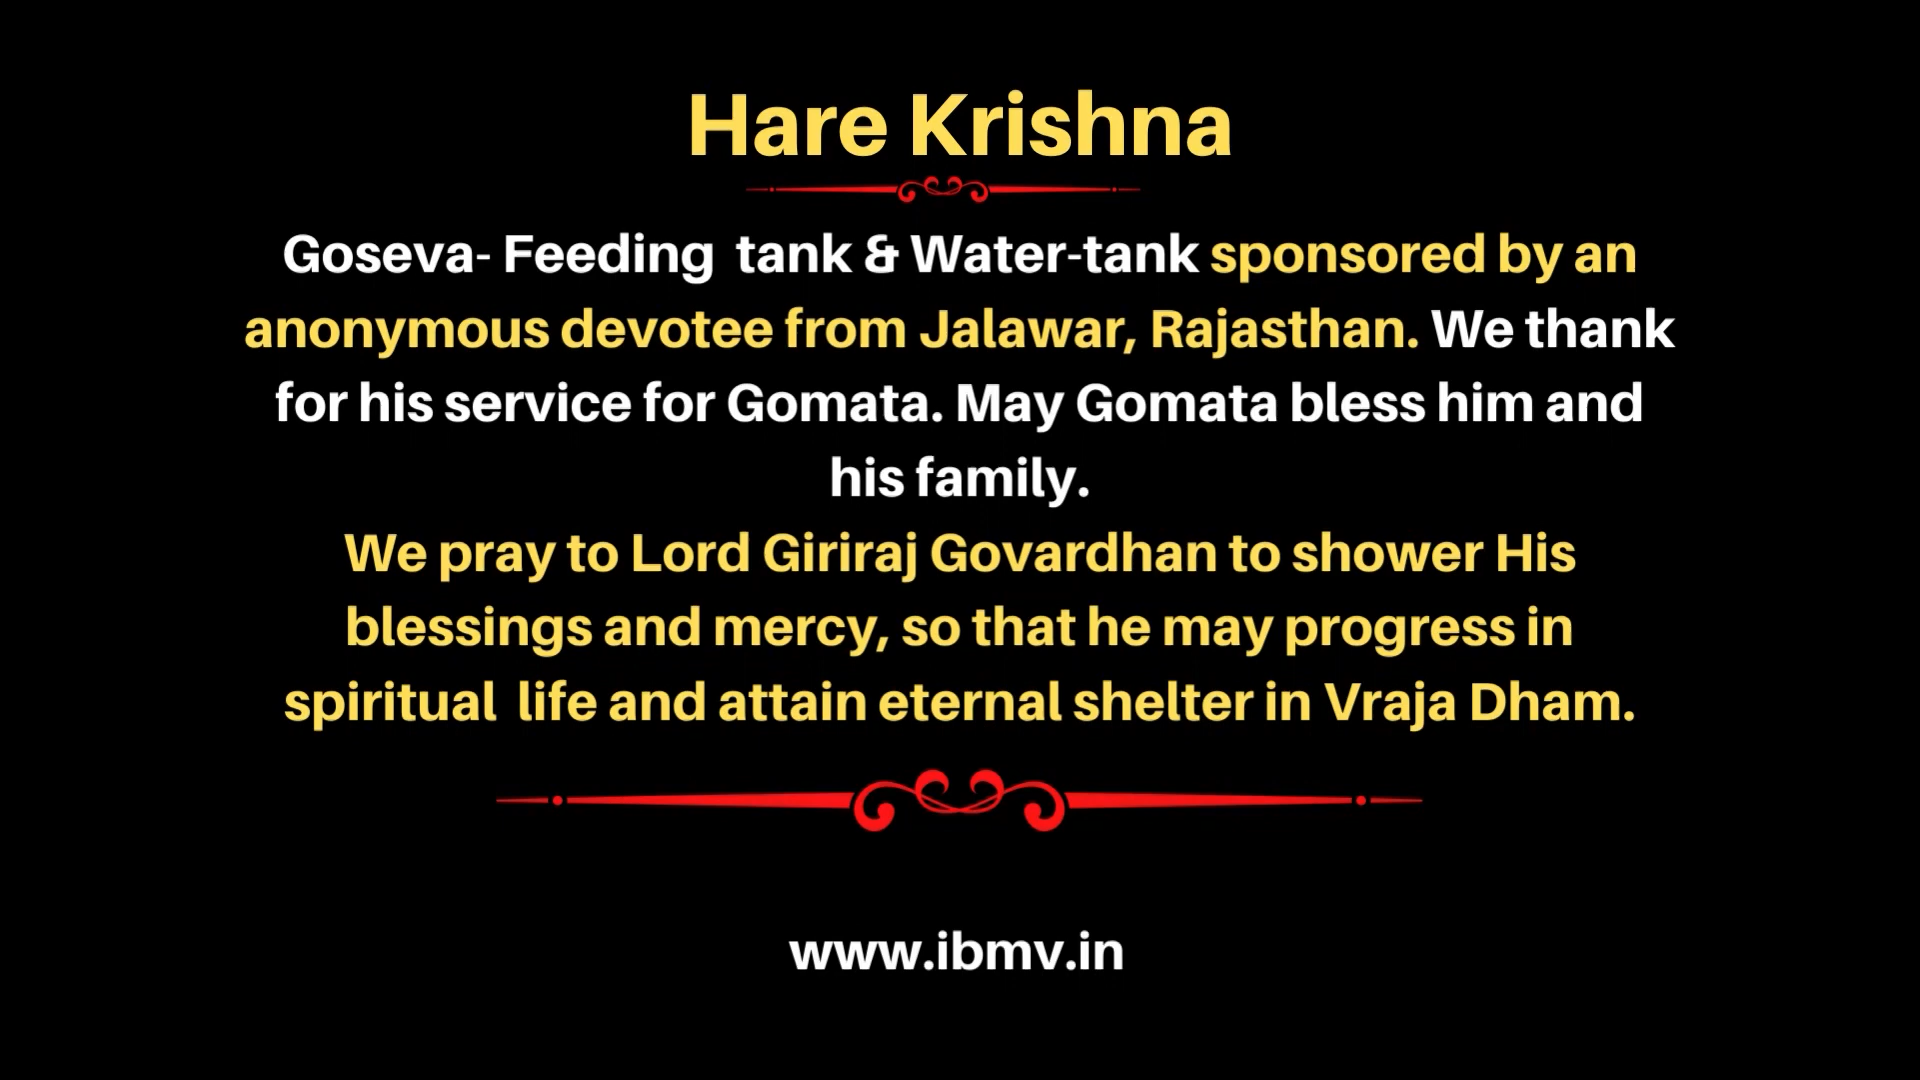 Hare Krishna
Goseva- Feeding  tank & Water-tank sponsored by an
anonymous devotee from Jalawar, Rajasthan. We thank
for his service for Gomata. May Gomata bless him and
his family.
We pray to Lord Giriraj Govardhan to shower His
blessings and mercy, so that he may progress in
spiritual  life and attain eternal shelter in Vraja Dham.
www.ibmv.in